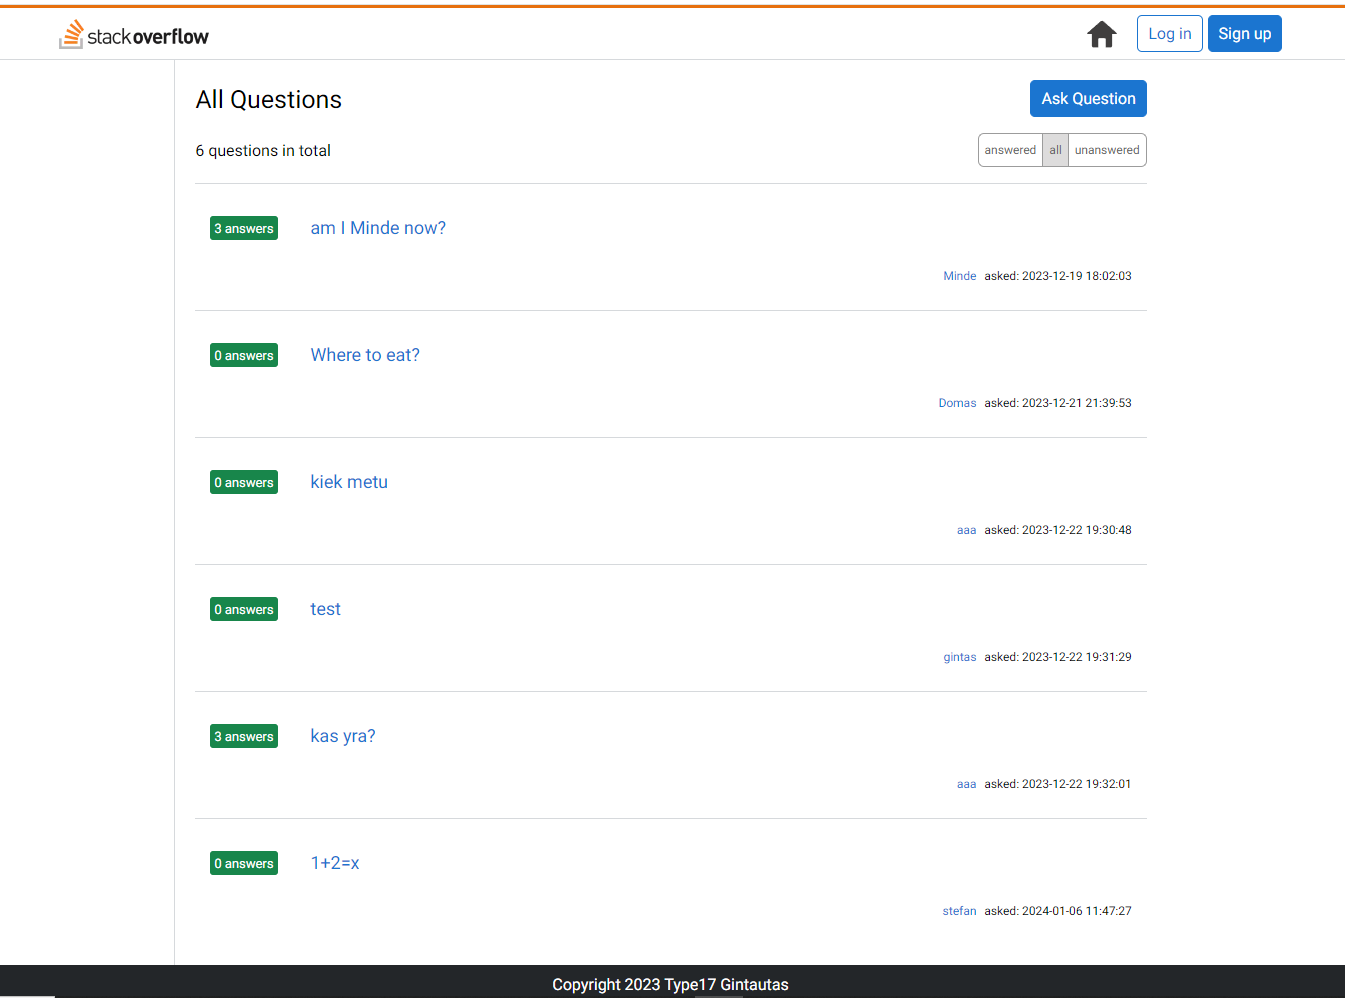 stackoverflow
Log in
Sign up
All Questions
Ask Question
6 questions in total
answered all unanswered
3 answers am I Minde now?
Minde asked: 2023-12-19 18:02:03
0 answers Where to eat?
Domas asked: 2023-12-21 21:39:53
0 answers kiek metu
aaa asked: 2023-12-22 19:30:48
0 answers test
gintas asked: 2023-12-22 19:31:29
3 answers kas yra?
aaa asked: 2023-12-22 19:32:01
0 answers 1+2=x
stefan asked: 2024-01-06 11:47:27
Copyright 2023 Type17 Gintautas